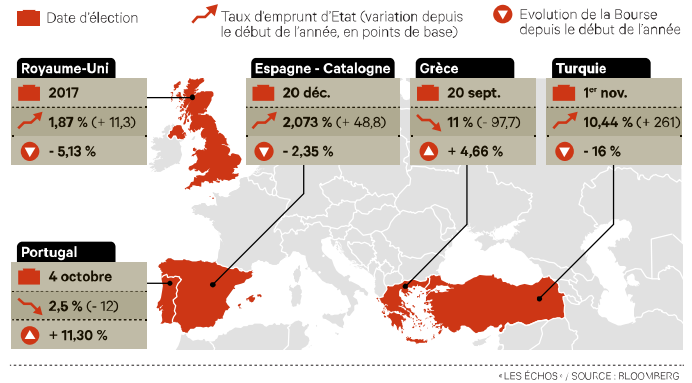 Date d'élection
Taux d'emprunt d'Etat (variation depuis
le début de l'année, en points de base)
Evolution de la Bourse
depuis le début de l'année
Royaume-Uni
2017
1,87 % (+ 11,3)
- 5,13 %
Espagne - Catalogne
20 déc.
2,073 % (+ 48,8)
- 2,35 %
Grèce
20 sept.
11 % (- 97,7)
+ 4,66 %
Turquie
1er nov.
10,44 % (+ 261)
- 16 %
Portugal
4 octobre
2,5 % (- 12)
+ 11,30 %
« LES ÉCHOS » / SOURCE : BLOOMBERG